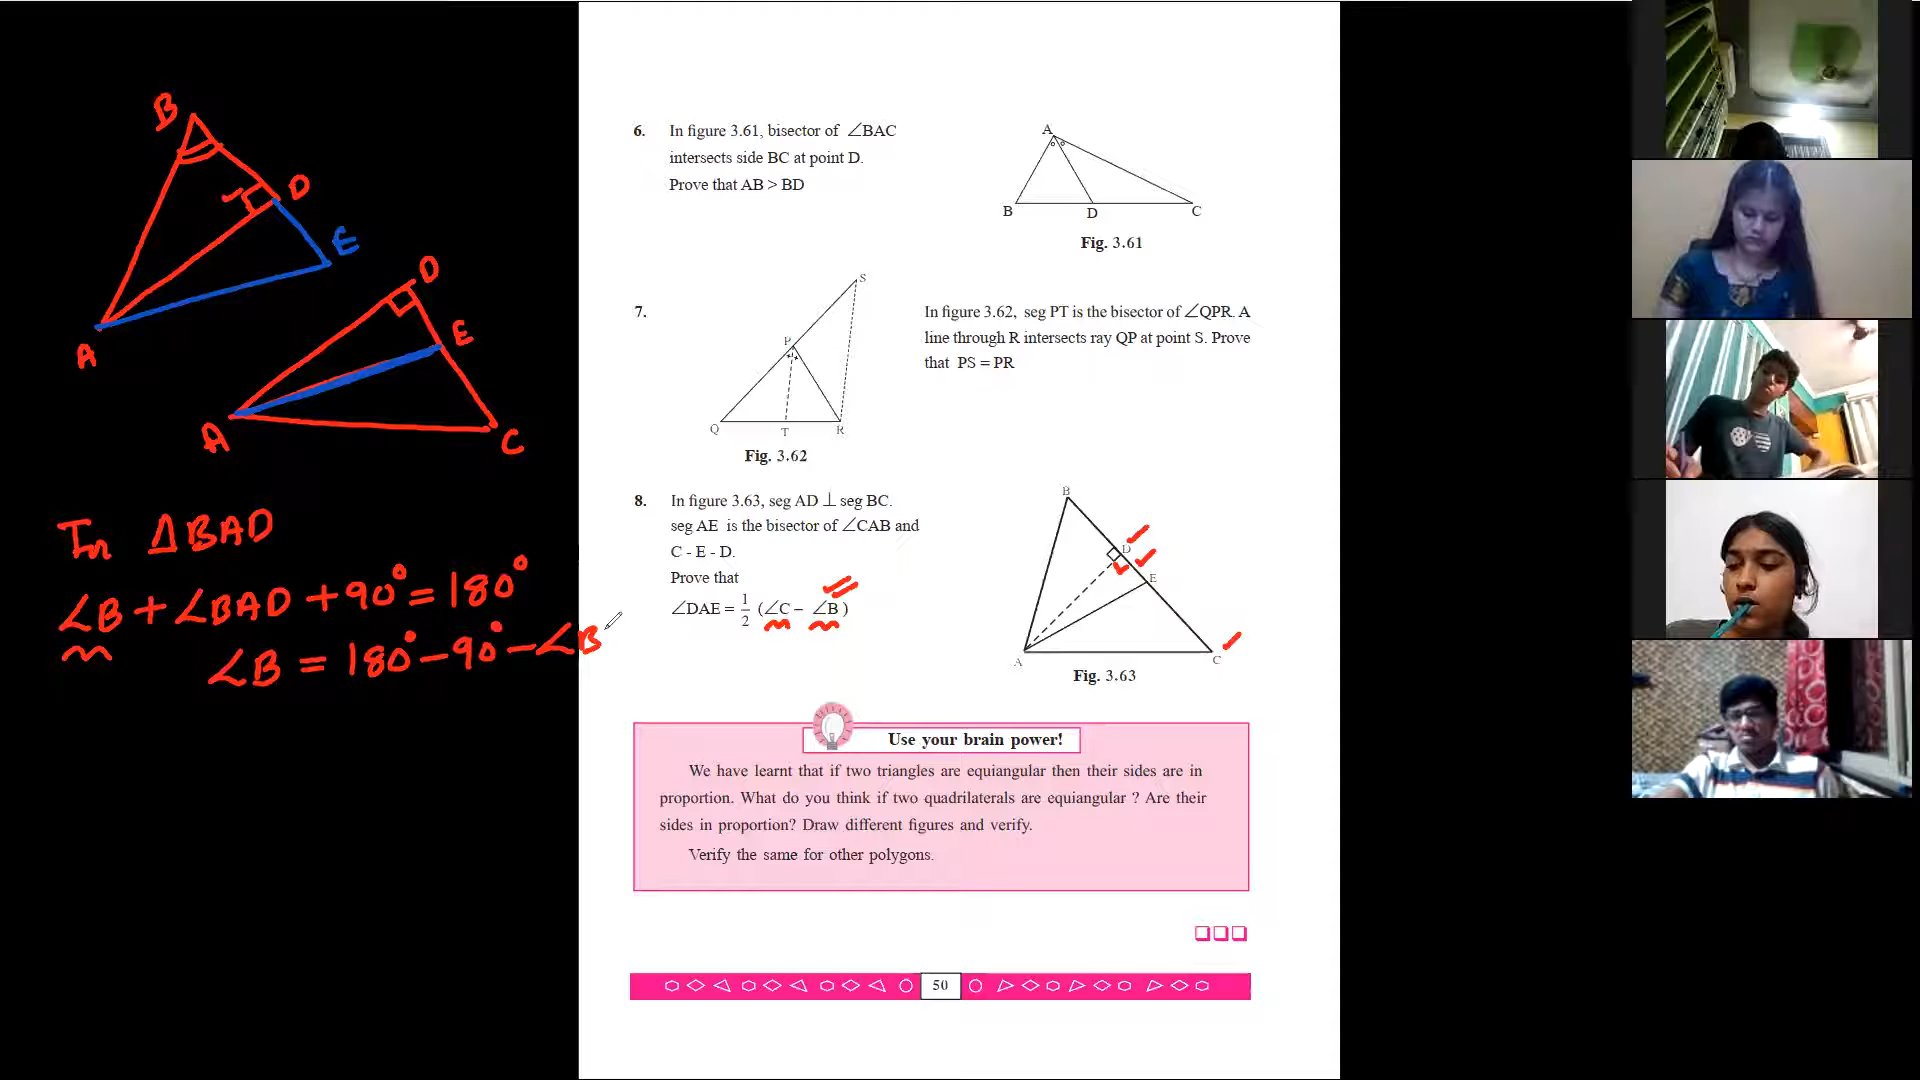 B
D
E
A
D
E
A
C
In ΔBAD
∠B + ∠BAD + 90° = 180°
∠B = 180° - 90° - ∠B
6. In figure 3.61, bisector of ∠BAC
intersects side BC at point D.
Prove that AB > BD
A
B D C
Fig. 3.61
7.
S
P
Q T R
Fig. 3.62
In figure 3.62, seg PT is the bisector of ∠QPR. A
line through R intersects ray QP at point S. Prove
that PS = PR
8. In figure 3.63, seg AD ⊥ seg BC.
seg AE is the bisector of ∠CAB and
C - E - D.
Prove that
∠DAE = 1/2 (∠C - ∠B)
B
D
E
A C
Fig. 3.63
Use your brain power!
We have learnt that if two triangles are equiangular then their sides are in
proportion. What do you think if two quadrilaterals are equiangular ? Are their
sides in proportion? Draw different figures and verify.
Verify the same for other polygons.
50